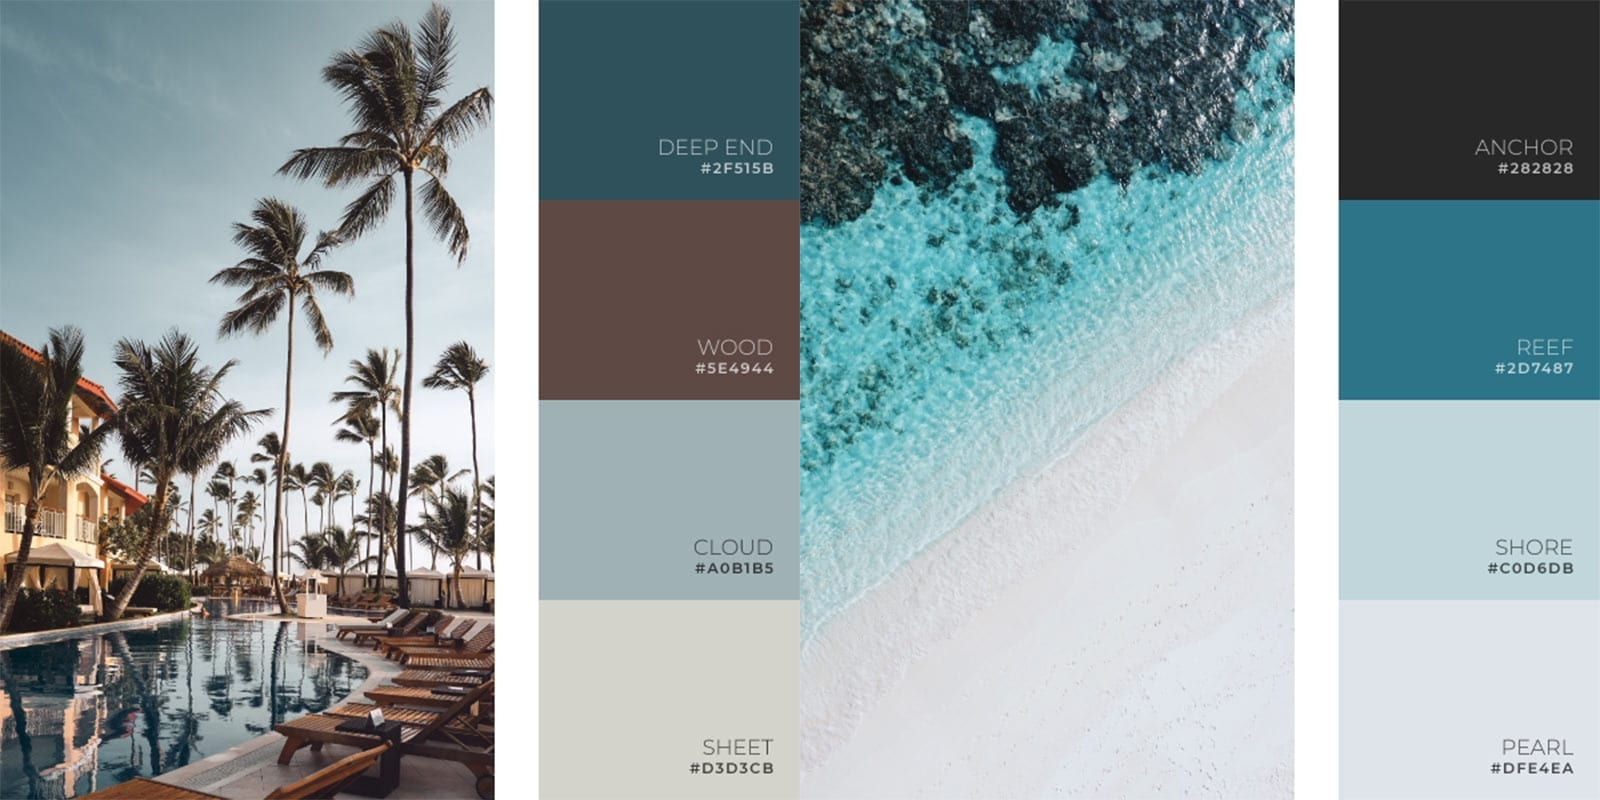 DEEP END
#2F515B
WOOD
#5E4944
CLOUD
#A0B1B5
SHEET
#D3D3CB
ANCHOR
#282828
REEF
#2D7487
SHORE
#C0D6DB
PEARL
#DFE4EA